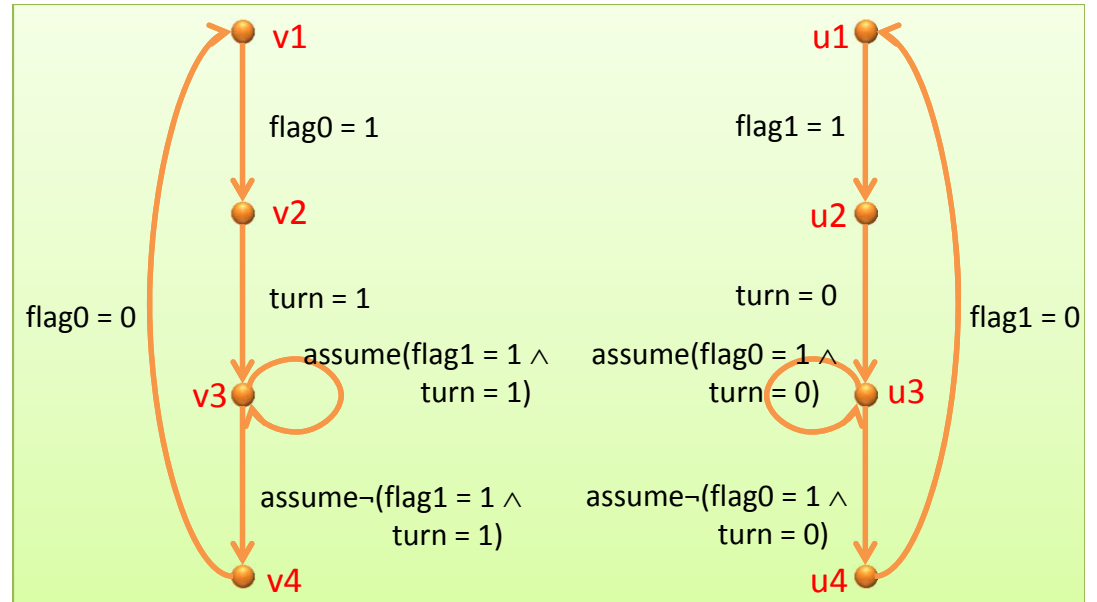 v1
u1
flag0 = 1
flag1 = 1
v2
u2
turn = 1
turn = 0
flag0 = 0
flag1 = 0
assume(flag1 = 1 ∧
turn = 1)
assume(flag0 = 1 ∧
turn = 0)
v3
u3
assume¬(flag1 = 1 ∧
turn = 1)
assume¬(flag0 = 1 ∧
turn = 0)
v4
u4